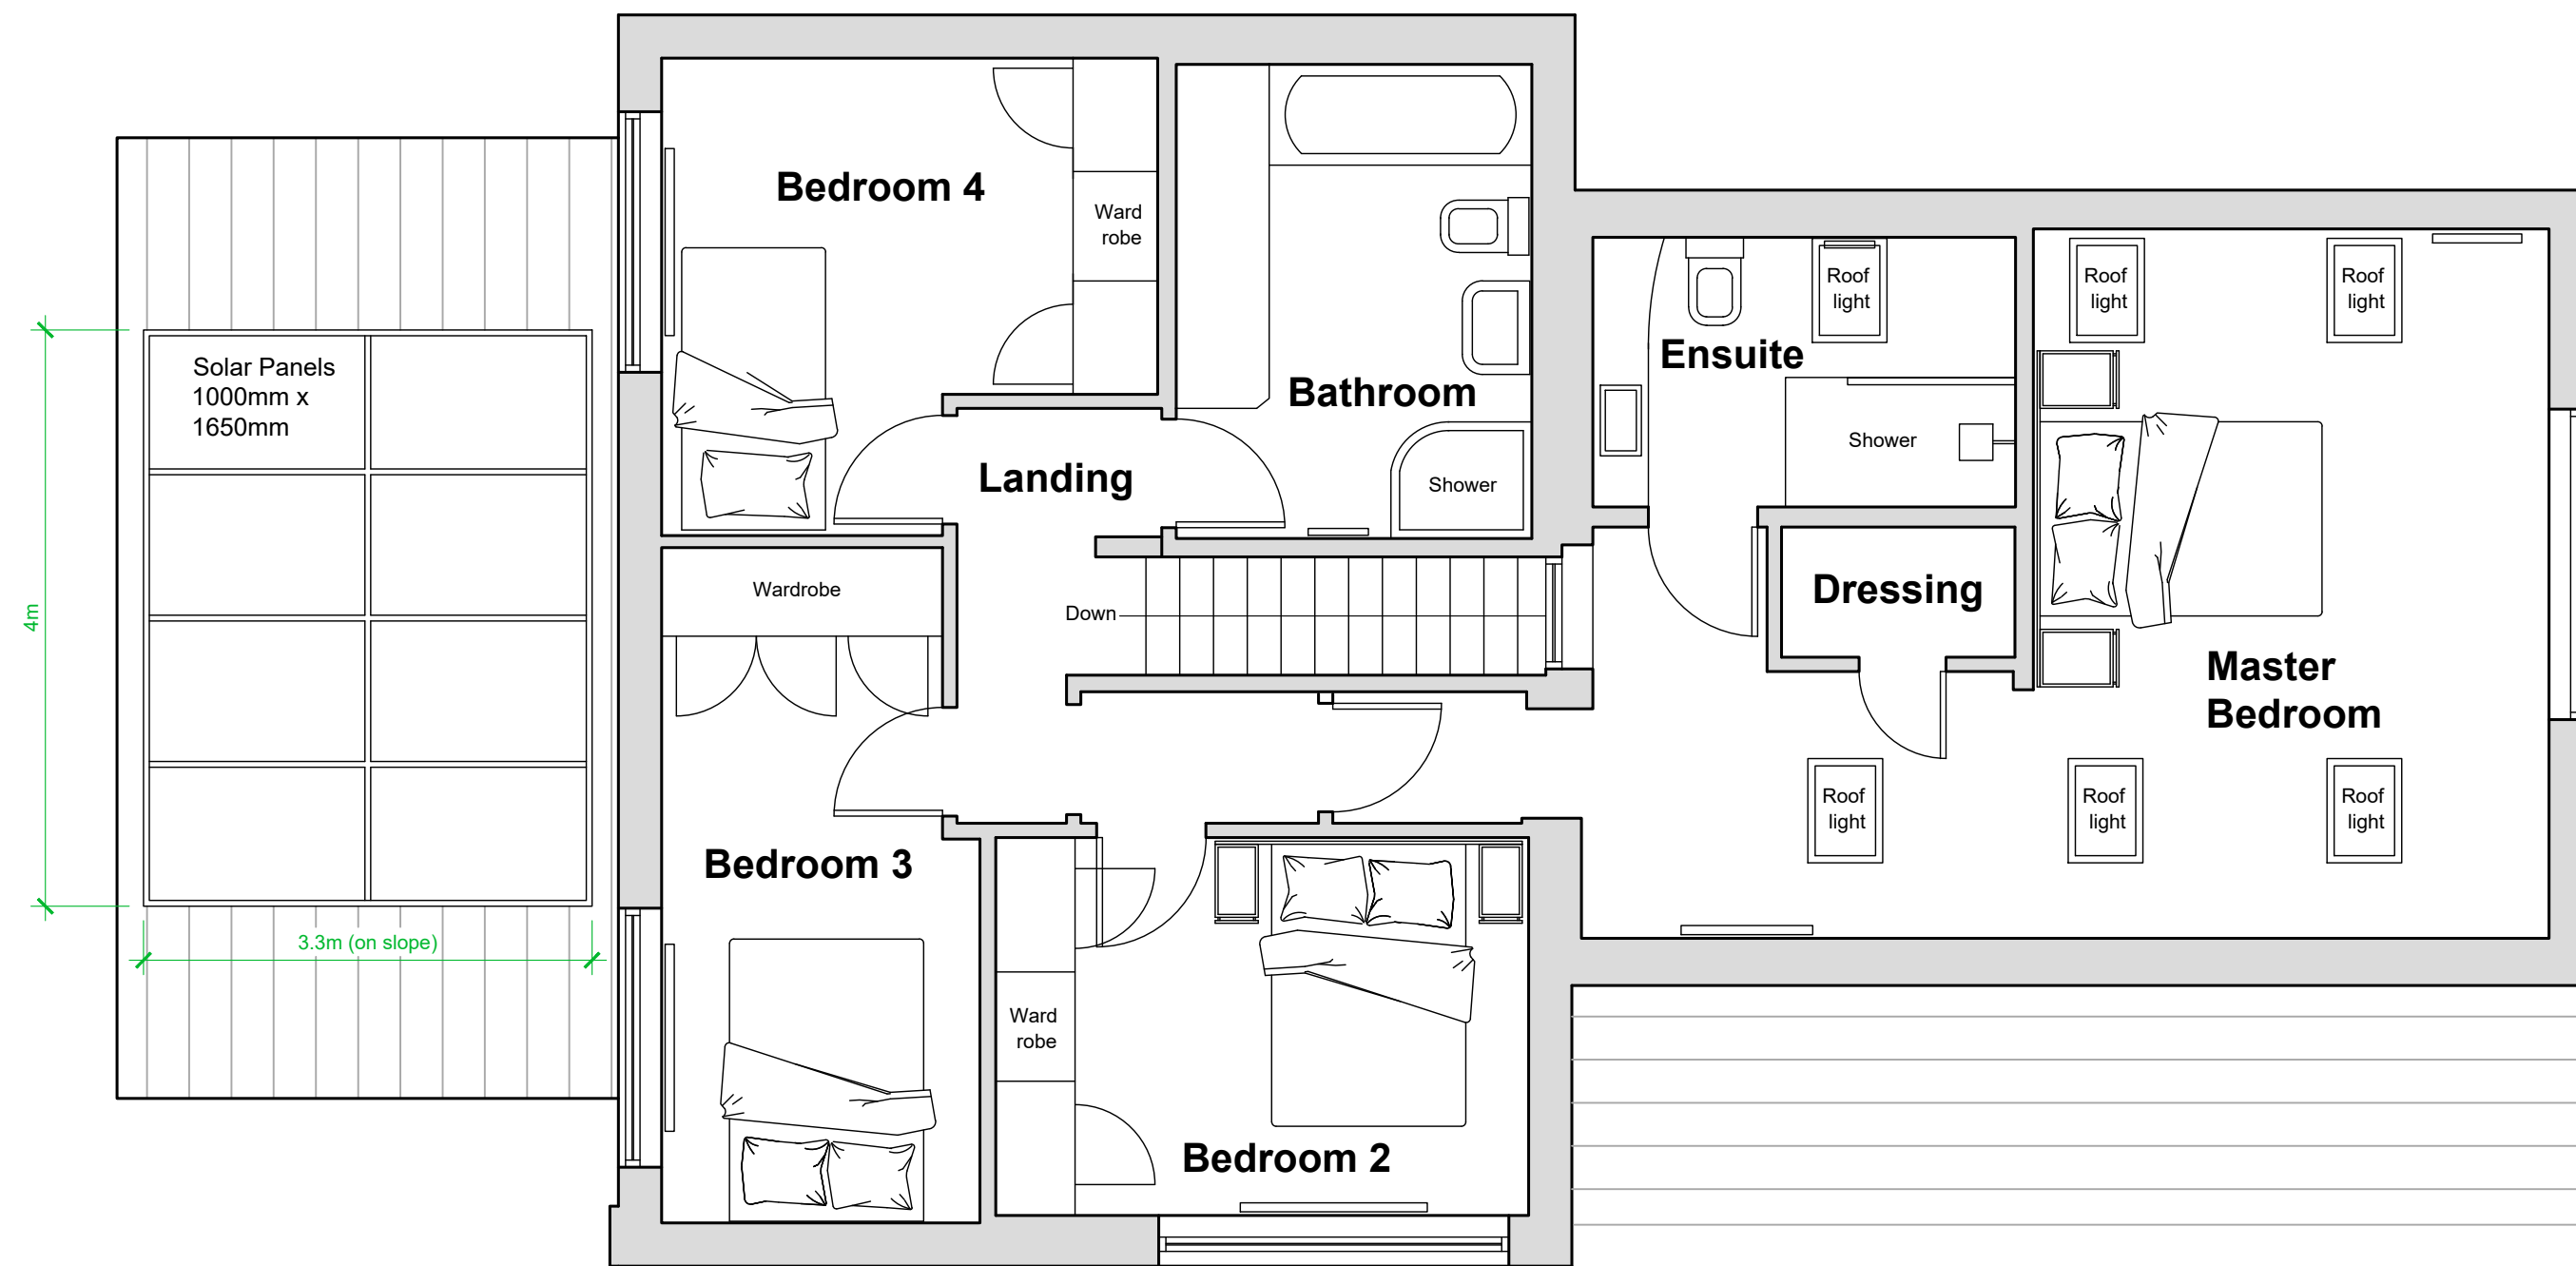 Bedroom 4
Ward
robe
Roof
light
Roof
light
Roof
light
Ensuite
Solar Panels
1000mm x
1650mm
Bathroom
Shower
Landing
Shower
Wardrobe
Dressing
Down
4m
Master
Bedroom
Roof
light
Roof
light
Roof
light
Bedroom 3
3.3m (on slope)
Ward
robe
Bedroom 2